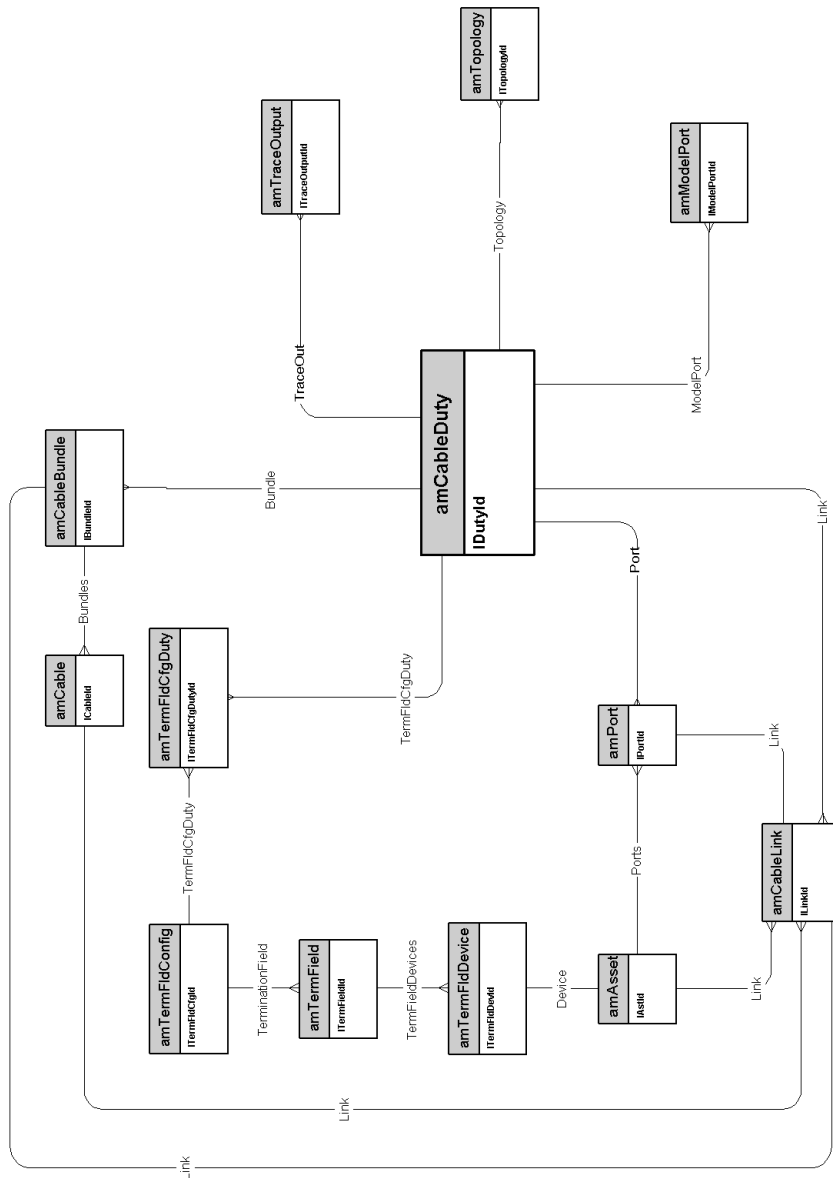 amTopology
lTopologyId
amTraceOutput
lTraceOutputId
amModelPort
lModelPortId
Topology
TraceOut
ModelPort
amCableDuty
lDutyId
amCableBundle
lBundleId
Bundle
Bundles
Link
Port
amCable
lCableId
amTermFldCfgDuty
lTermFldCfgDutyId
TermFldCfgDuty
amPort
lPortId
Link
TermFldCfgDuty
Ports
amCableLink
lLinkId
amTermFldConfig
lTermFldCfgId
TerminationField
amTermField
lTermFieldId
TermFieldDevices
amTermFldDevice
lTermFldDevId
Device
amAsset
lAstId
Link
Link
Link